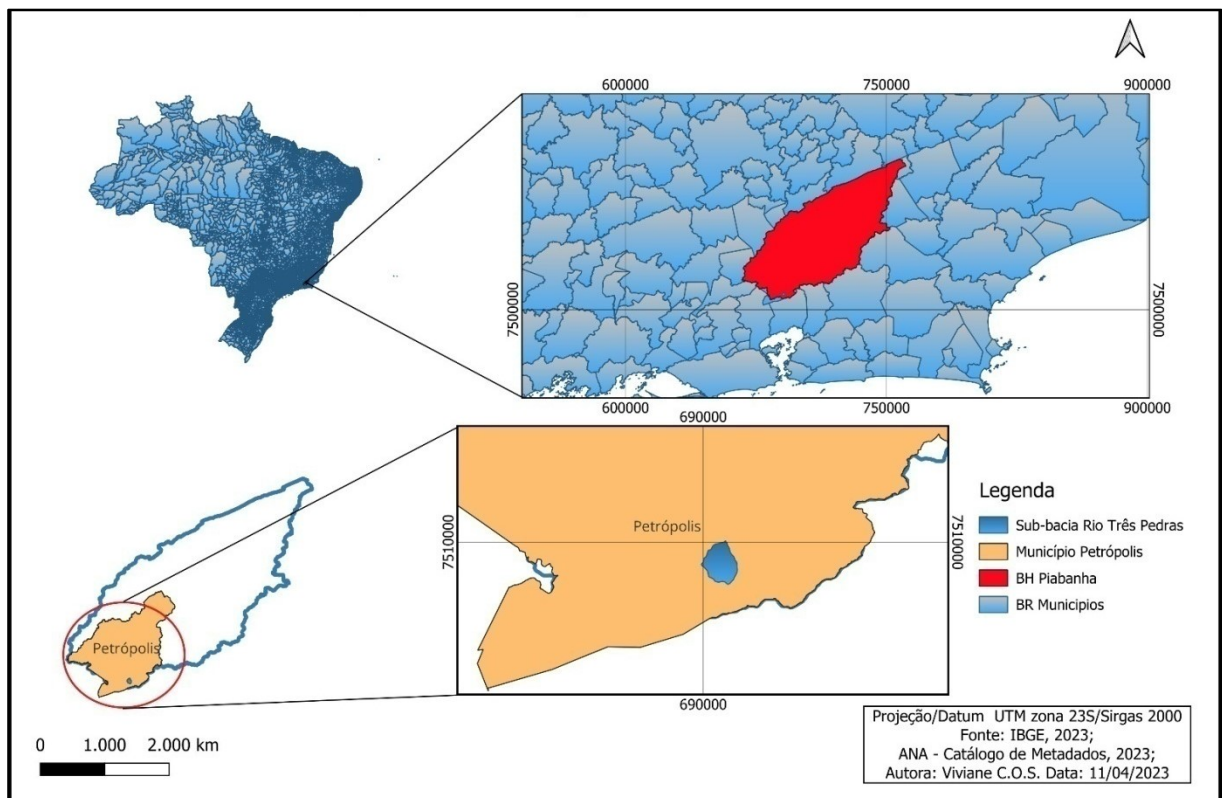 600000
750000
900000
7500000
7500000
600000
750000
900000
690000
Petrópolis
7510000
7510000
690000
Petrópolis
Legenda
Sub-bacia Rio Três Pedras
Município Petrópolis
BH Piabanha
BR Municipios
0 1.000 2.000 km
Projeção/Datum UTM zona 23S/Sirgas 2000
Fonte: IBGE, 2023;
ANA - Catálogo de Metadados, 2023;
Autora: Viviane C.O.S. Data: 11/04/2023